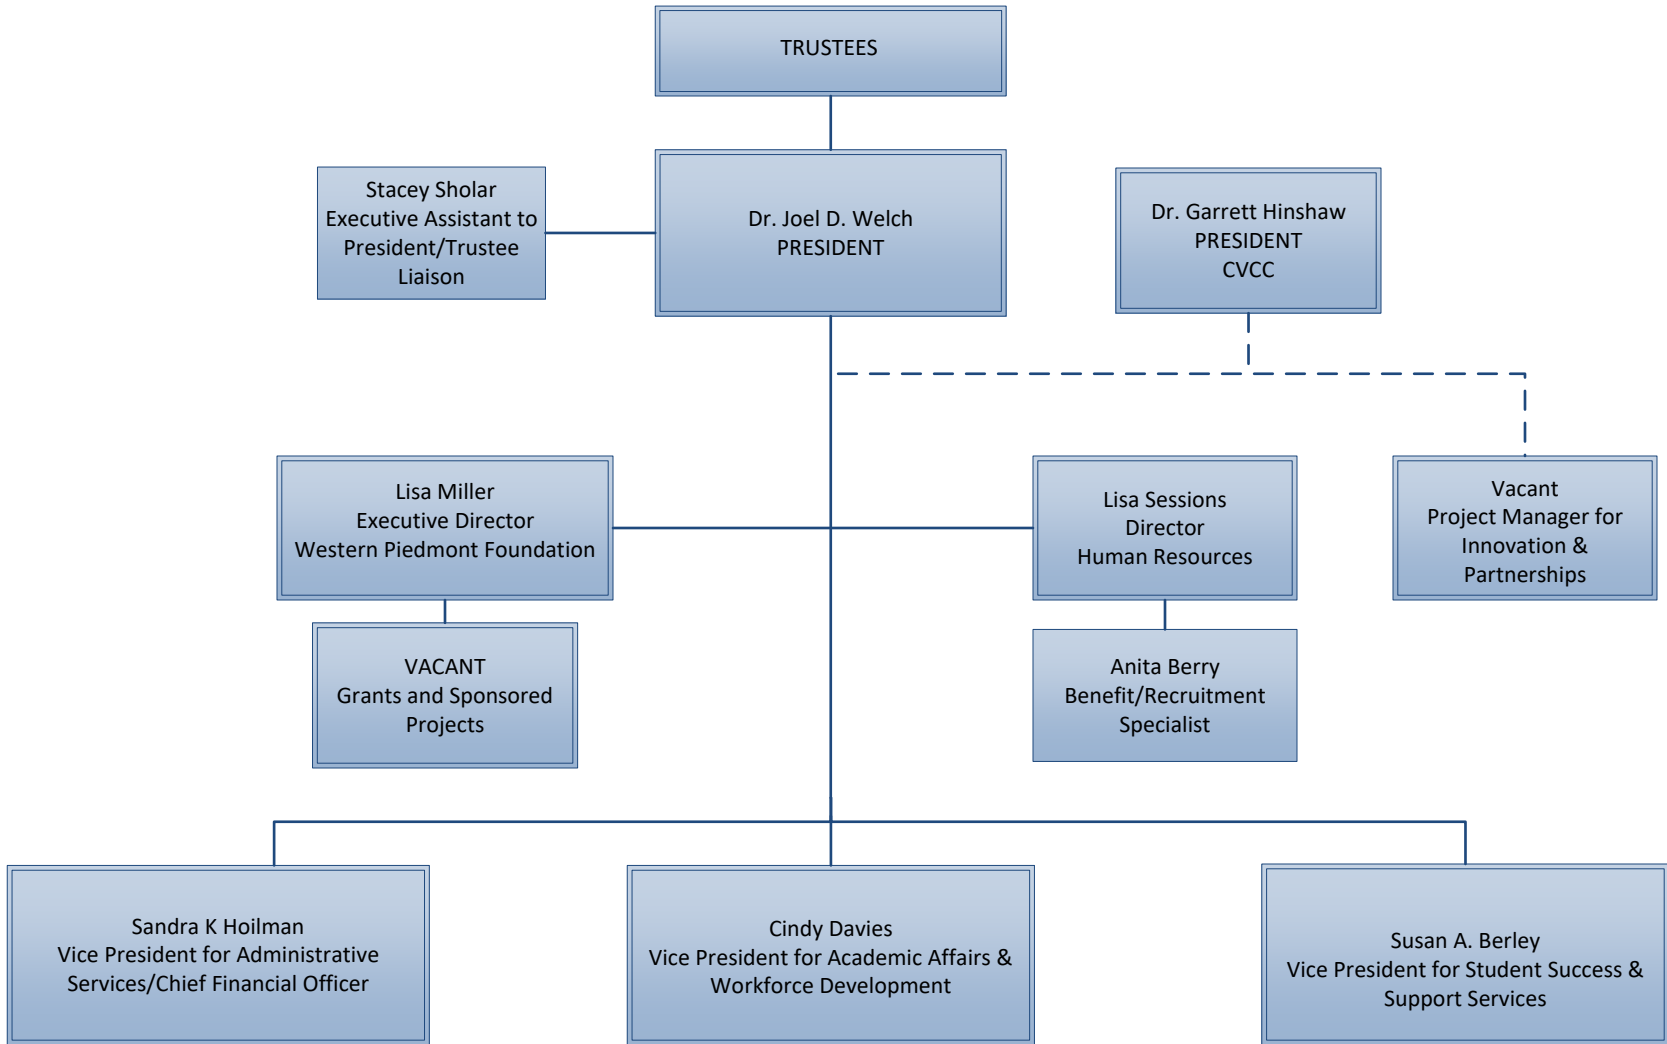 TRUSTEES
Stacey Sholar
Executive Assistant to
President/Trustee
Liaison
Dr. Joel D. Welch
PRESIDENT
Dr. Garrett Hinshaw
PRESIDENT
CVCC
Lisa Miller
Executive Director
Western Piedmont Foundation
Lisa Sessions
Director
Human Resources
Vacant
Project Manager for
Innovation &
Partnerships
VACANT
Grants and Sponsored
Projects
Anita Berry
Benefit/Recruitment
Specialist
Sandra K Hoilman
Vice President for Administrative
Services/Chief Financial Officer
Cindy Davies
Vice President for Academic Affairs &
Workforce Development
Susan A. Berley
Vice President for Student Success &
Support Services